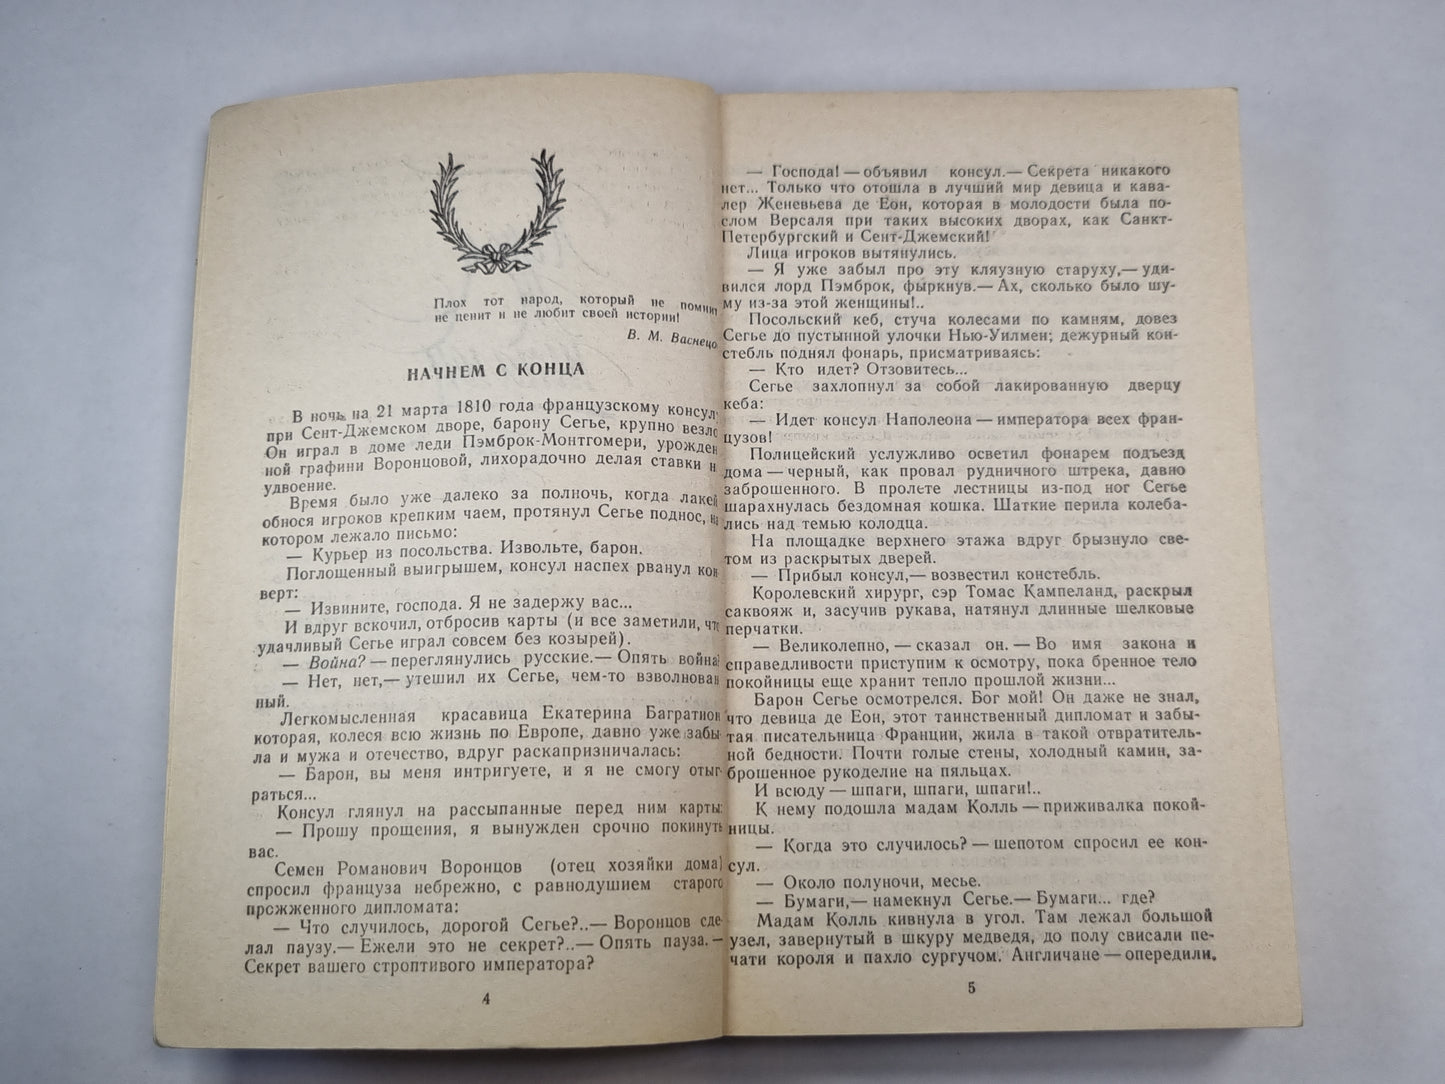 Плох тот народ, который не помнит
не ценит и не любит своей истории!
В. М. Васнецо
НАЧНЕМ С КОНЦА
В ночь на 21 марта 1810 года французскому консул
при Сент-Джемском дворе, барону Сегье, крупно везло
Он играл в доме леди Пэмброк-Монтгомери, урожден
ной графини Воронцовой, лихорадочно делая ставки н
удвоение.
Время было уже далеко за полночь, когда лакей
обнося игроков крепким чаем, протянул Сегье поднос, на
котором лежало письмо:
— Курьер из посольства. Извольте, барон.
Поглощенный выигрышем, консул наспех рванул кон
верт:
— Извините, господа. Я не задержу вас...
И вдруг вскочил, отбросив карты (и все заметили, что
удачливый Сегье играл совсем без козырей).
— Война? — переглянулись русские.— Опять война
— Нет, нет,— утешил их Сегье, чем-то взволнован
ный.
Легкомысленная красавица Екатерина Багратион
которая, колеся всю жизнь по Европе, давно уже забы
ла и мужа и отечество, вдруг раскапризничалась:
— Барон, вы меня интригуете, и я не смогу отыг-
раться...
Консул глянул на рассыпанные перед ним карты:
— Прошу прощения, я вынужден срочно покинуть
вас.
Семен Романович Воронцов (отец хозяйки дома)
спросил француза небрежно, с равнодушием старого
прожженного дипломата:
— Что случилось, дорогой Сегье?..— Воронцов сде-
лал паузу.— Ежели это не секрет?..— Опять пауза.—
Секрет вашего строптивого императора?
4
— Господа! — объявил консул.— Секрета никакого
нет... Только что отошла в лучший мир девица и кава-
лер Женевьева де Еон, которая в молодости была по-
слом Версаля при таких высоких дворах, как Санкт-
Петербургский и Сент-Джемский!
Лица игроков вытянулись.
— Я уже забыл про эту кляузную старуху,— уди-
вился лорд Пэмброк, фыркнув.— Ах, сколько было шу-
му из-за этой женщины!..
Посольский кеб, стуча колесами по камням, довез
Сегье до пустынной улочки Нью-Уилмен; дежурный кон-
стебль поднял фонарь, присматриваясь:
— Кто идет? Отзовитесь...
Сегье захлопнул за собой лакированную дверцу
кеба:
— Идет консул Наполеона — императора всех фран-
цузов!
Полицейский услужливо осветил фонарем подъезд
дома — черный, как провал рудничного штрека, давно
заброшенного. В пролете лестницы из-под ног Сегье
шарахнулась бездомная кошка. Шаткие перила колеба-
лись над темью колодца.
На площадке верхнего этажа вдруг брызнуло све-
том из раскрытых дверей.
— Прибыл консул,— возвестил констебль.
Королевский хирург, сэр Томас Кампеланд, раскрыл
саквояж и, засучив рукава, натянул длинные шелковые
перчатки.
— Великолепно, — сказал он. — Во имя закона и
справедливости приступим к осмотру, пока бренное тело
покойницы еще хранит тепло прошлой жизни...
Барон Сегье осмотрелся. Бог мой! Он даже не знал,
что девица де Еон, этот таинственный дипломат и забы-
тая писательница Франции, жила в такой отвратитель-
ной бедности. Почти голые стены, холодный камин, за-
брошенное рукоделие на пяльцах.
И всюду — шпаги, шпаги, шпаги!..
К нему подошла мадам Колль — приживалка покой-
ницы.
— Когда это случилось? — шепотом спросил ее кон-
сул.
— Около полуночи, месье.
— Бумаги,— намекнул Сегье.— Бумаги... где?
Мадам Колль кивнула в угол. Там лежал большой
узел, завернутый в шкуру медведя, до полу свисали пе-
чати короля и пахло сургучом. Англичане — опередили.
5